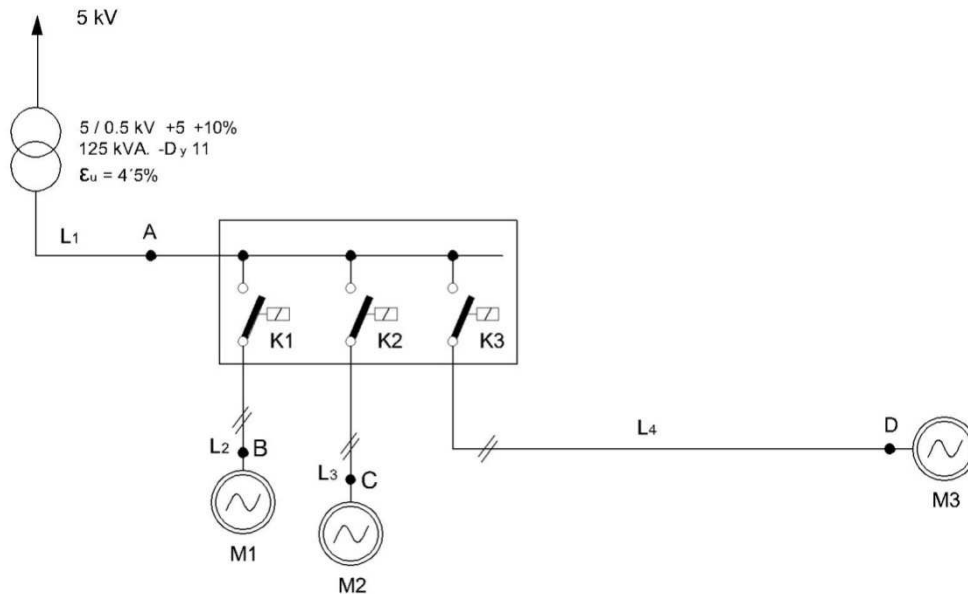 5 kV
5 / 0.5 kV +5 +10%
125 kVA. -Dy 11
εu = 4´5%
L1 A
K1 K2 K3
L4 D
L2 B
L3 C
M3
M1
M2